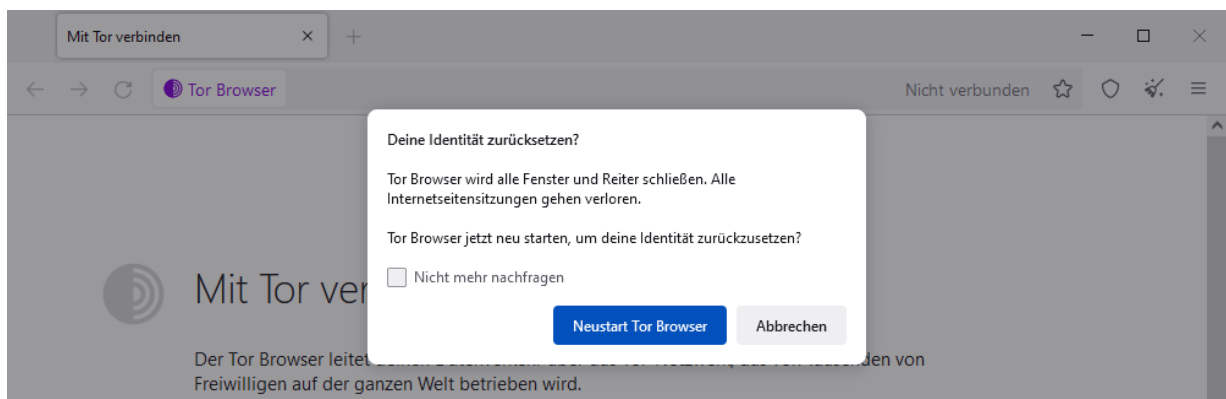 Mit Tor verbinden
Tor Browser
Nicht verbunden
Deine Identität zurücksetzen?
Tor Browser wird alle Fenster und Reiter schließen. Alle
Internetseitensitzungen gehen verloren.
Tor Browser jetzt neu starten, um deine Identität zurückzusetzen?
Nicht mehr nachfragen
Neustart Tor Browser
Abbrechen
Mit Tor ver
Der Tor Browser leitet den von
Freiwilligen auf der ganzen Welt betrieben wird.